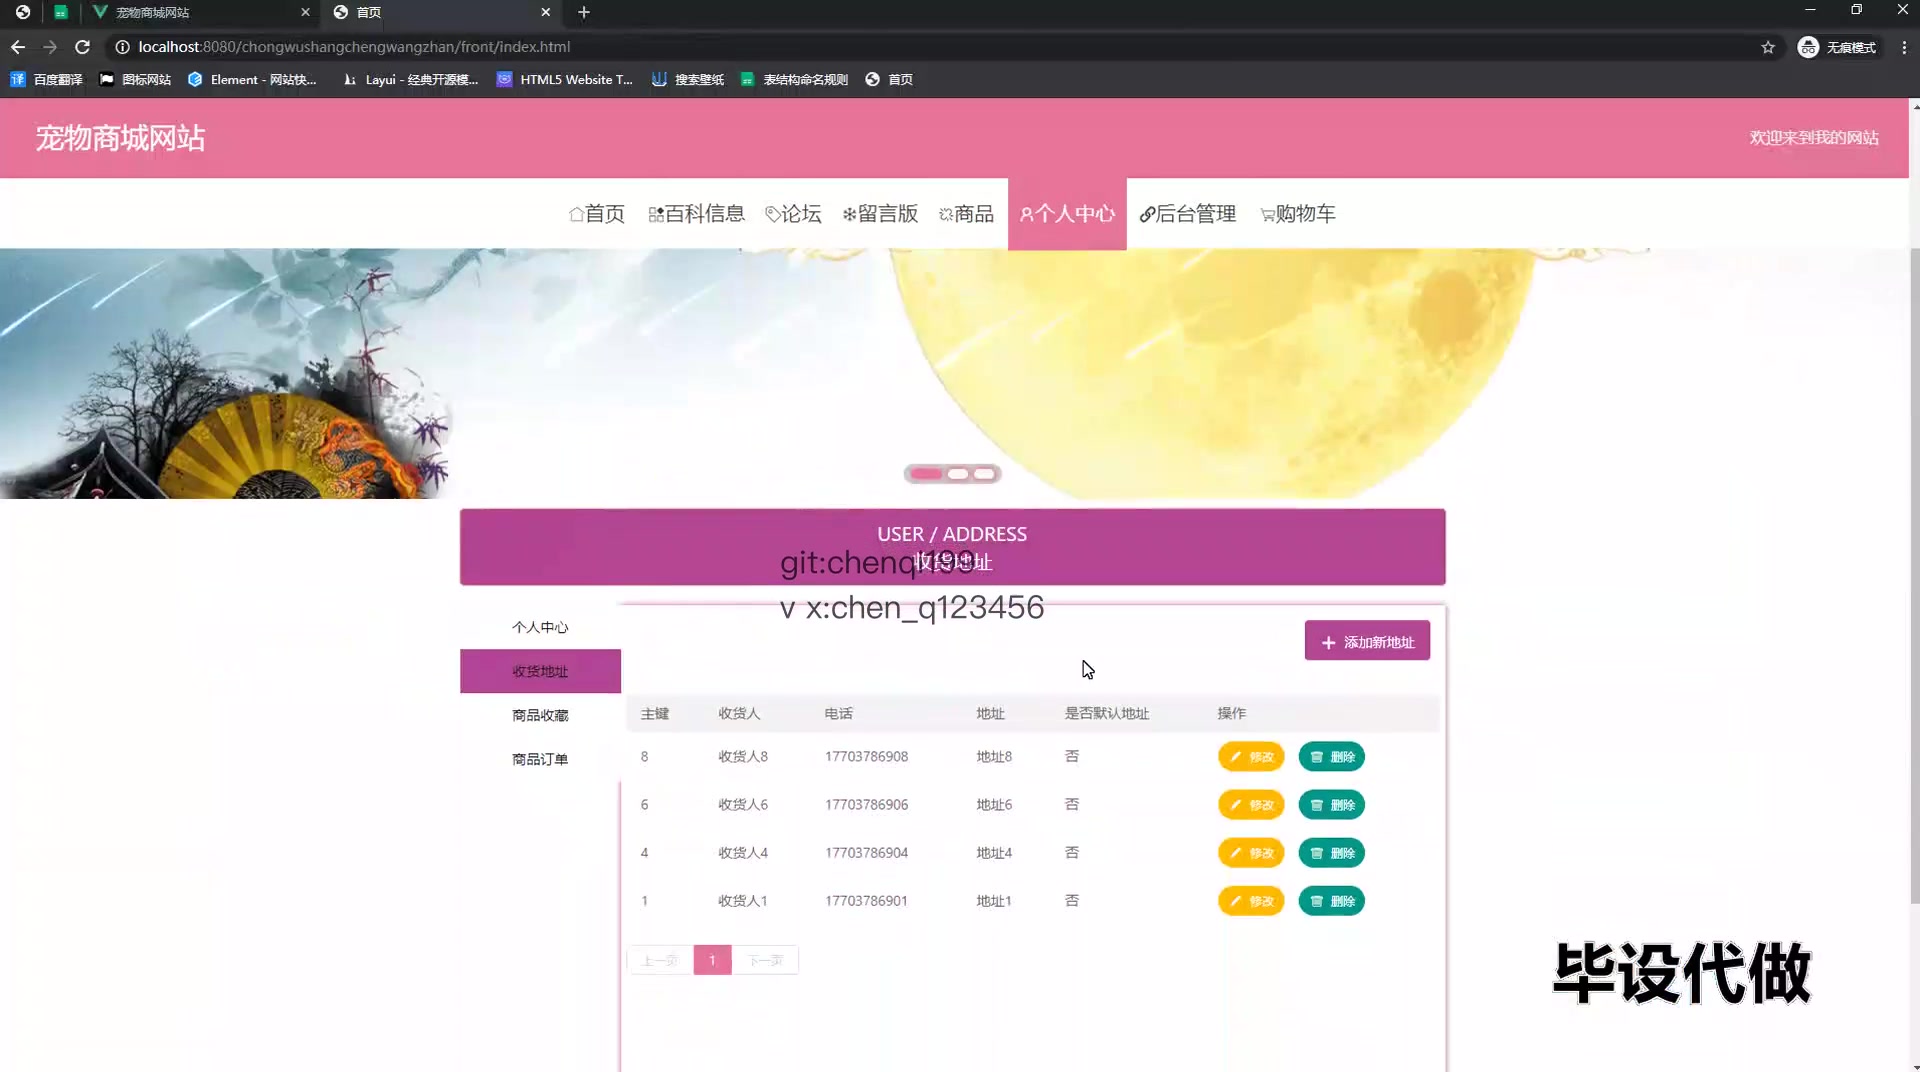 宠物商城网站
首页
localhost:8080/chongwushangchengwangzhan/front/index.html
无痕模式
百度翻译
图标网站
Element - 网站快...
Layui - 经典开源模...
HTML5 Website T...
搜索壁纸
表结构命名规则
首页
宠物商城网站
欢迎来到我的网站
首页
百科信息
论坛
留言版
商品
个人中心
后台管理
购物车
USER / ADDRESS
收货地址
git:chenqi199
v x:chen_q123456
个人中心
收货地址
商品收藏
商品订单
添加新地址
主键 收货人 电话 地址 是否默认地址 操作
8 收货人8 17703786908 地址8 否 修改 删除
6 收货人6 17703786906 地址6 否 修改 删除
4 收货人4 17703786904 地址4 否 修改 删除
1 收货人1 17703786901 地址1 否 修改 删除
上一页 1 下一页
毕设代做